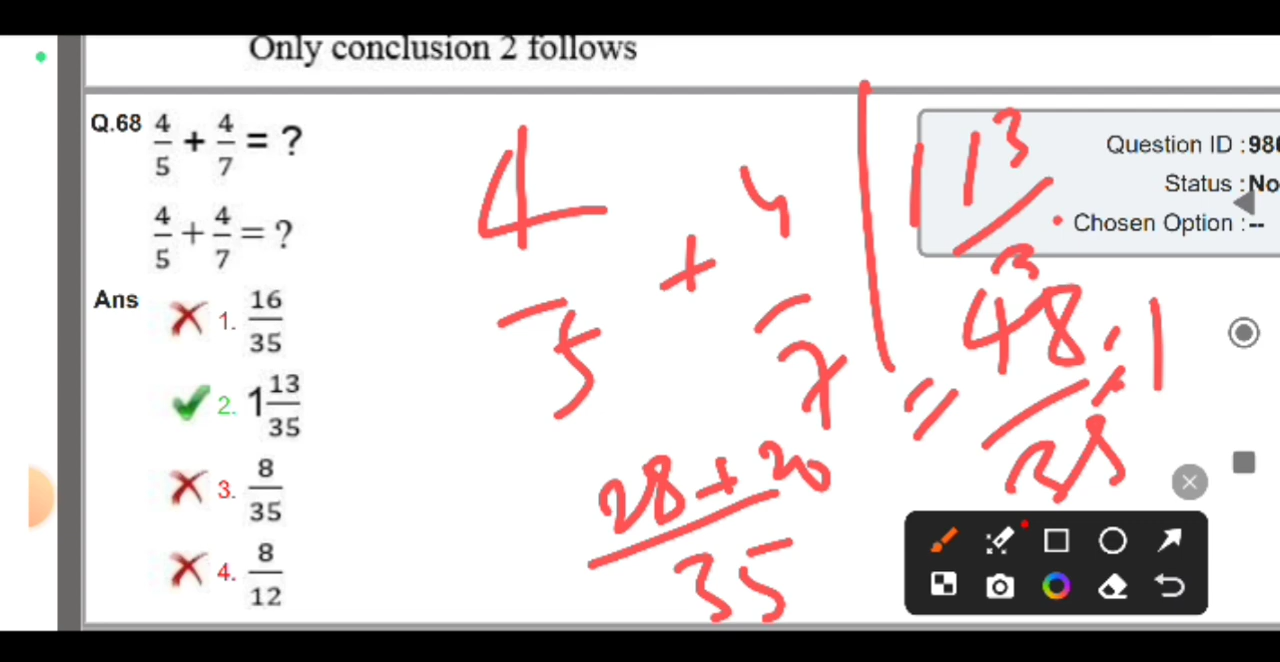 Only conclusion 2 follows
Q.68 4/5 + 4/7 = ?
4/5 + 4/7 = ?
Ans
1. 16/35
2. 1 13/35
3. 8/35
4. 8/12
Question ID : 98
Status : No
Chosen Option : --
4/5 + 4/7
28 + 20
35
= 48
35
1 13